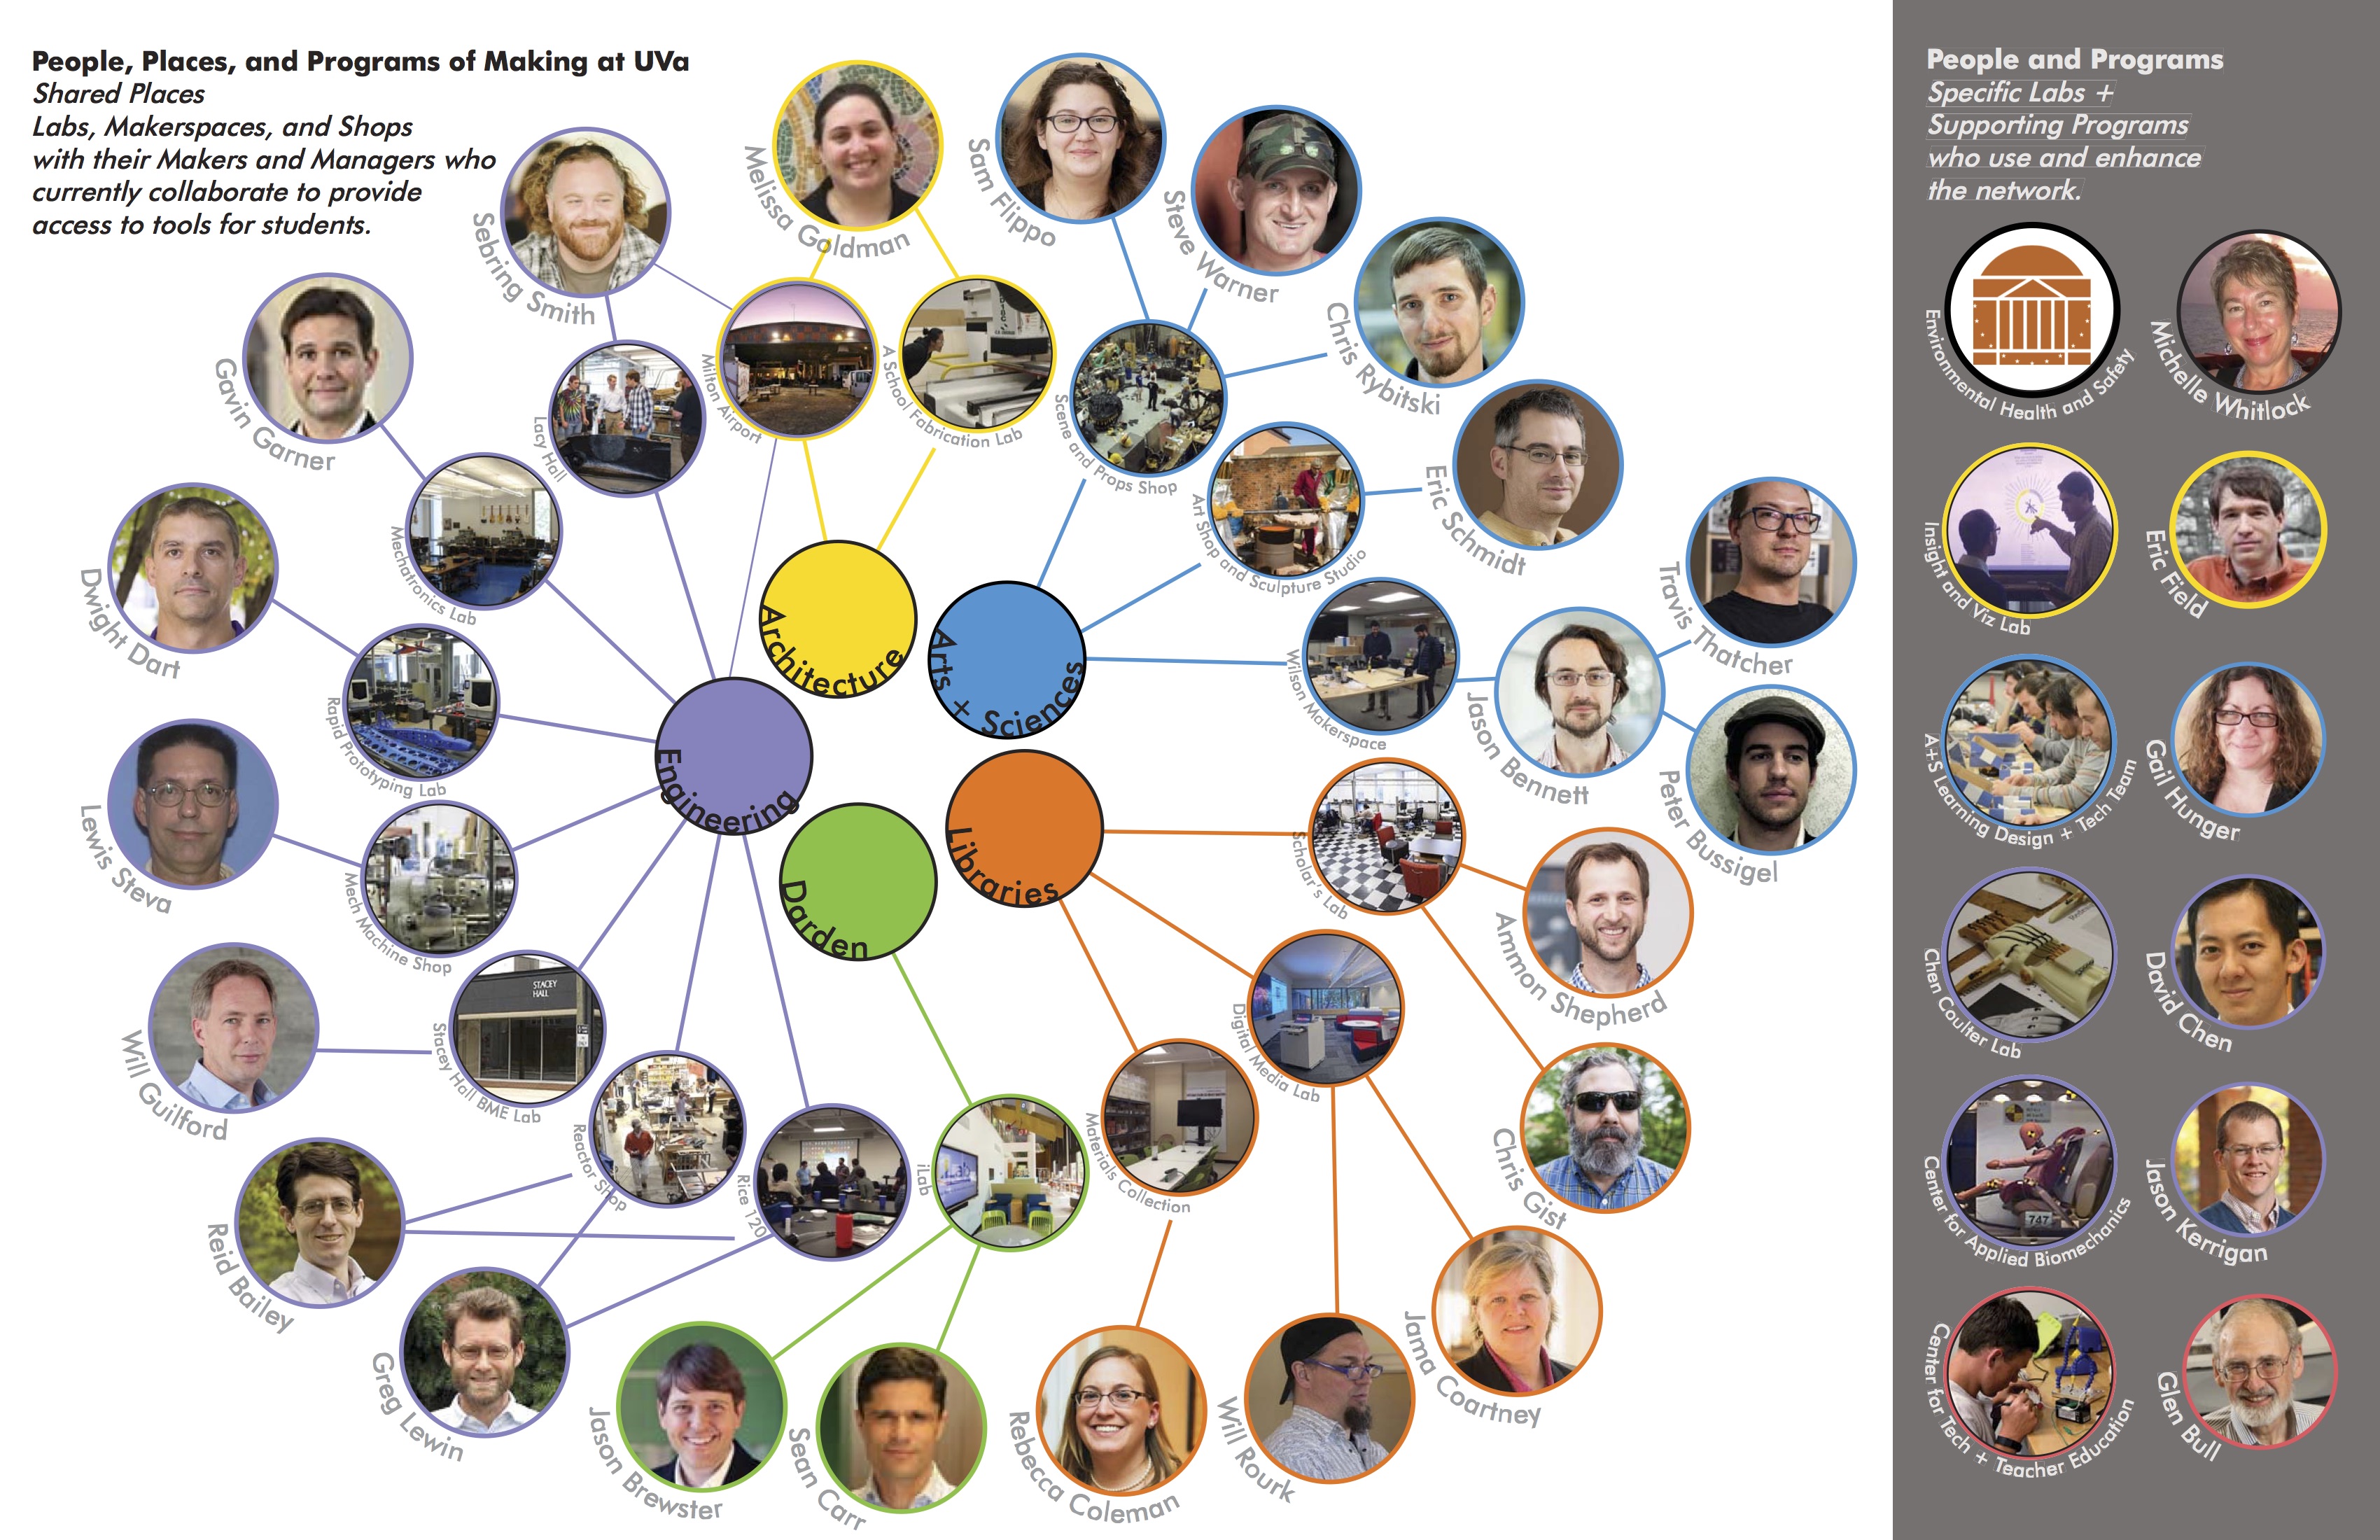 People, Places, and Programs of Making at UVa
Shared Places
Labs, Makerspaces, and Shops
with their Makers and Managers who
currently collaborate to provide
access to tools for students.
Melissa Goldman
Sam Flippo
Steve Warner
Chris Rybitski
Eric Schmidt
Travis Thatcher
Jason Bennett
Peter Bussigel
Ammon Shepherd
Chris Gist
Jama Coartney
Will Rourk
Rebecca Coleman
Sean Carr
Jason Brewster
Greg Lewin
Reid Bailey
Will Guilford
Lewis Steva
Dwight Dart
Gavin Garner
Sebring Smith
Milton Airport
A School Fabrication Lab
Scene and Props Shop
Art Shop and Sculpture Studio
Wilson Makerspace
Scholar's Lab
Digital Media Lab
Materials Collection
iLab
Rice 120
Reactor Shop
Stacey Hall BME Lab
STACEY
HALL
Mech Machine Shop
Rapid Prototyping Lab
Mechatronics Lab
Lacy Hall
Architecture
Arts + Sciences
Engineering
Libraries
Darden
People and Programs
Specific Labs +
Supporting Programs
who use and enhance
the network.
Environmental Health and Safety
Michelle Whitlock
Insight and Viz Lab
Eric Field
A+S Learning Design + Tech Team
Gail Hunger
Chen Coulter Lab
David Chen
Center for Applied Biomechanics
747
Jason Kerrigan
Center for Tech + Teacher Education
Glen Bull